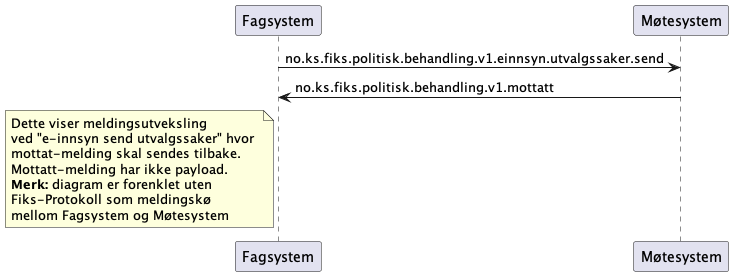 Fagsystem
Møtesystem
no.ks.fiks.politisk.behandling.v1.einnsyn.utvalgssaker.send
no.ks.fiks.politisk.behandling.v1.mottatt
Dette viser meldingsutveksling
ved "e-innsyn send utvalgssaker" hvor
mottat-melding skal sendes tilbake.
Mottatt-melding har ikke payload.
Merk: diagram er forenklet uten
Fiks-Protokoll som meldingskø
mellom Fagsystem og Møtesystem
Fagsystem
Møtesystem